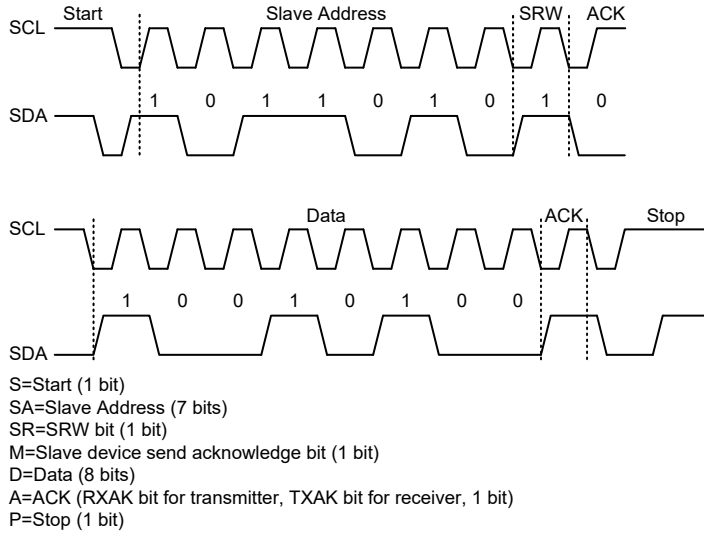 Start Slave Address SRW ACK
SCL
1 0 1 1 0 1 0 1 0
SDA
Data ACK Stop
SCL
1 0 0 1 0 1 0 0
SDA
S=Start (1 bit)
SA=Slave Address (7 bits)
SR=SRW bit (1 bit)
M=Slave device send acknowledge bit (1 bit)
D=Data (8 bits)
A=ACK (RXAK bit for transmitter, TXAK bit for receiver, 1 bit)
P=Stop (1 bit)